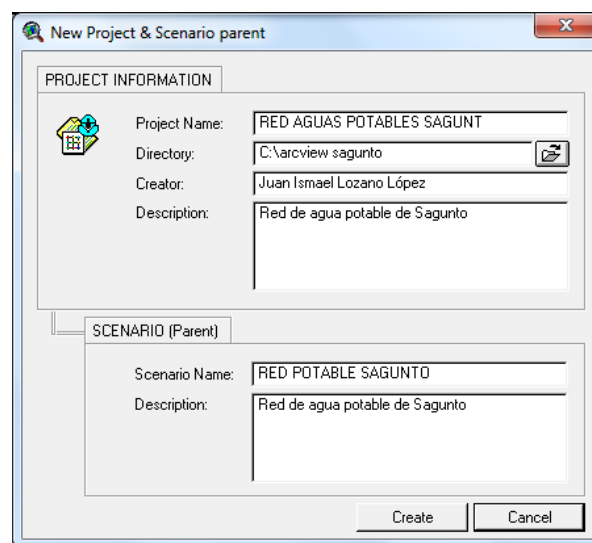 New Project & Scenario parent
PROJECT INFORMATION
Project Name: RED AGUAS POTABLES SAGUNT
Directory: C:\arcview sagunto
Creator: Juan Ismael Lozano López
Description: Red de agua potable de Sagunto
SCENARIO (Parent)
Scenario Name: RED POTABLE SAGUNTO
Description: Red de agua potable de Sagunto
Create Cancel